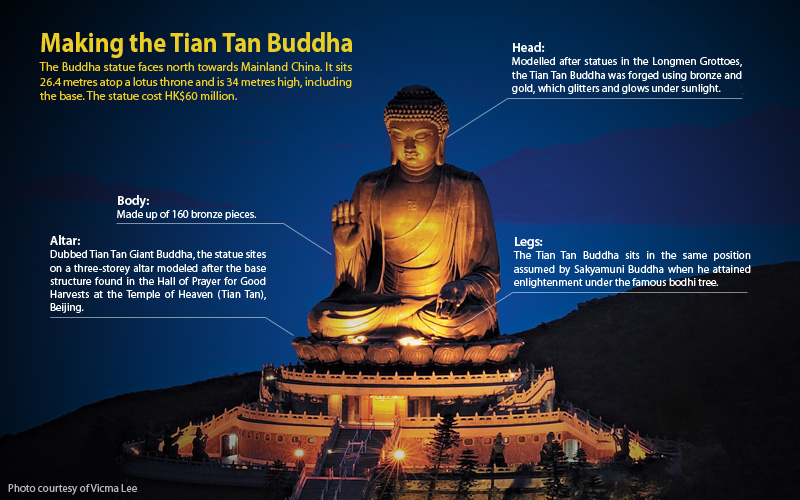 Making the Tian Tan Buddha
The Buddha statue faces north towards Mainland China. It sits
26.4 metres atop a lotus throne and is 34 metres high, including
the base. The statue cost HK$60 million.
Head:
Modelled after statues in the Longmen Grottoes,
the Tian Tan Buddha was forged using bronze and
gold, which glitters and glows under sunlight.
Body:
Made up of 160 bronze pieces.
Altar:
Dubbed Tian Tan Giant Buddha, the statue sites
on a three-storey altar modeled after the base
structure found in the Hall of Prayer for Good
Harvests at the Temple of Heaven (Tian Tan),
Beijing.
Legs:
The Tian Tan Buddha sits in the same position
assumed by Sakyamuni Buddha when he attained
enlightenment under the famous bodhi tree.
Photo courtesy of Vicma Lee